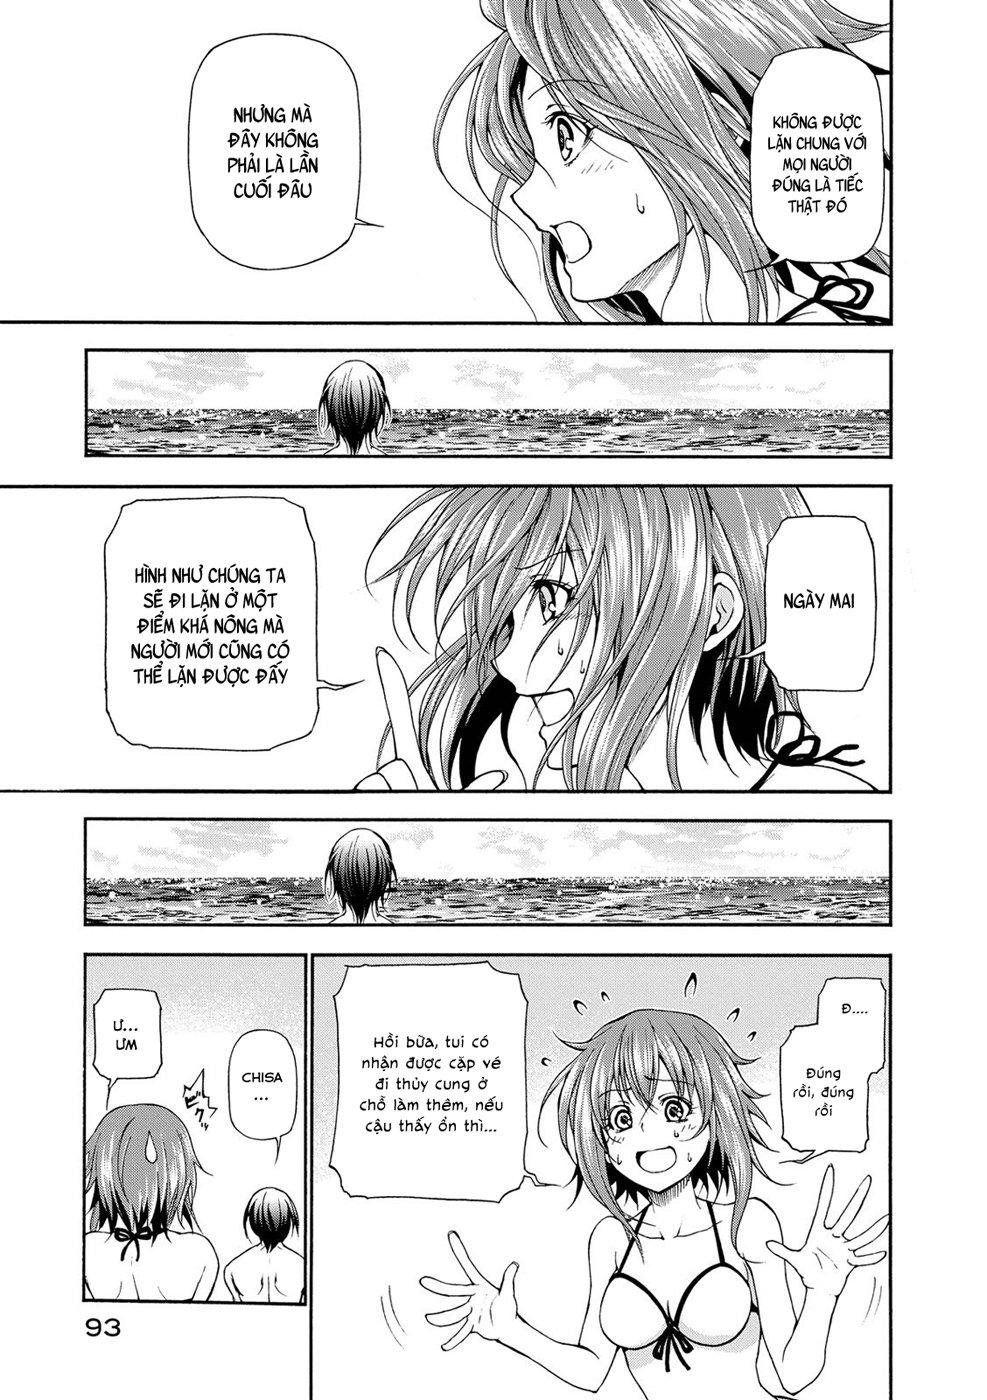 KHÔNG ĐƯỢC
LẶN CHUNG VỚI
MỌI NGƯỜI
ĐÚNG LÀ TIẾC
THẬT ĐÓ
NHƯNG MÀ
ĐÂY KHÔNG
PHẢI LÀ LẦN
CUỐI ĐÂU
NGÀY MAI
HÌNH NHƯ CHÚNG TA
SẼ ĐI LẶN Ở MỘT
ĐIỂM KHÁ NÔNG MÀ
NGƯỜI MỚI CŨNG CÓ
THỂ LẶN ĐƯỢC ĐẤY
Đ....
Đúng
rồi, đúng
rồi
Hồi bữa, tui có
nhận được cặp vé
đi thủy cung ở
chỗ làm thêm, nếu
cậu thấy ổn thì...
CHISA
...
Ư...
ƯM
ビクッ
93